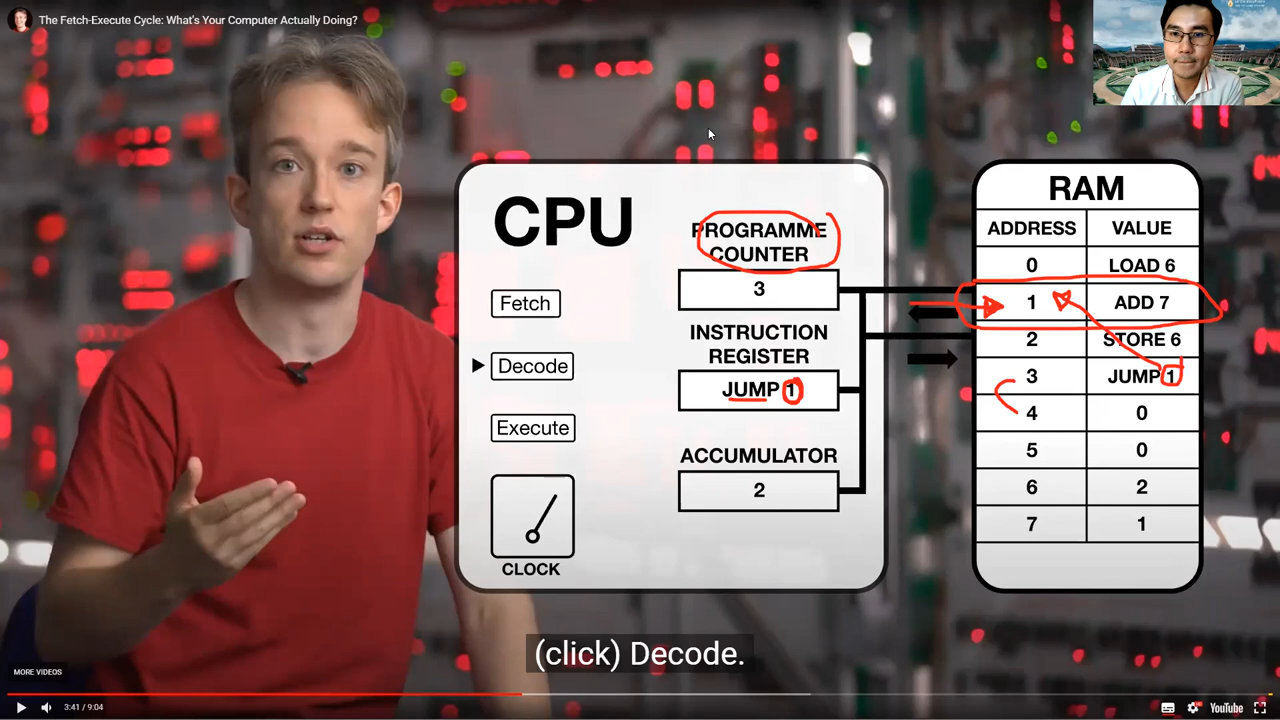 The Fetch-Execute Cycle: What's Your Computer Actually Doing?
CPU
Fetch
Decode
Execute
CLOCK
PROGRAMME
COUNTER
3
INSTRUCTION
REGISTER
JUMP 1
ACCUMULATOR
2
RAM
ADDRESS VALUE
0 LOAD 6
1 ADD 7
2 STORE 6
3 JUMP 1
4 0
5 0
6 2
7 1
(click) Decode.
MORE VIDEOS
3:41 / 9:04
YouTube